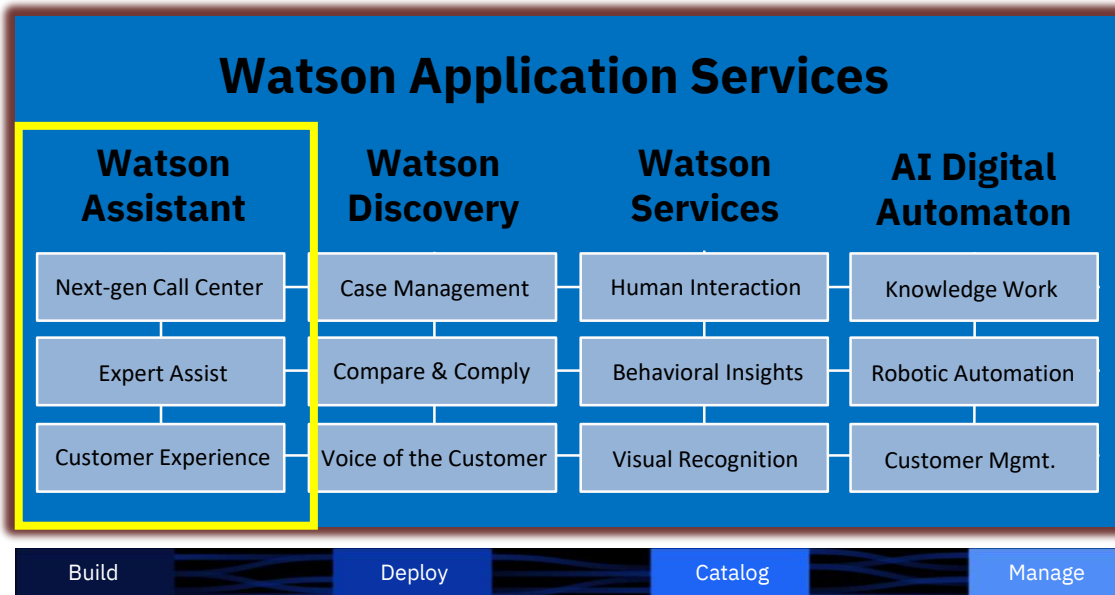 Watson Application Services
Watson
Assistant
Watson
Discovery
Watson
Services
AI Digital
Automaton
Next-gen Call Center
Case Management
Human Interaction
Knowledge Work
Expert Assist
Compare & Comply
Behavioral Insights
Robotic Automation
Customer Experience
Voice of the Customer
Visual Recognition
Customer Mgmt.
Build
Deploy
Catalog
Manage